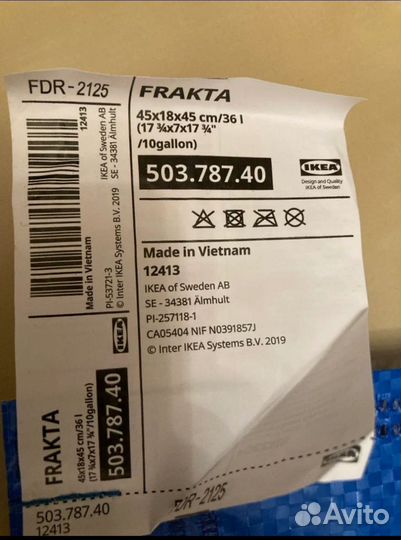 FDR-2125
12413
IKEA of Sweden AB
SE - 34381 Älmhult
Made in Vietnam
PI-53721-3
© Inter IKEA Systems B.V. 2019
IKEA
FRAKTA
45x18x45 cm/36 l
(17 ¾x7x17 ¾"/10gallon)
503.787.40
503.787.40
12413
FRAKTA
45x18x45 cm/36 l
(17 ¾x7x17 ¾"
/10gallon)
503.787.40
IKEA
Design and Quality
IKEA of Sweden
Made in Vietnam
12413
IKEA of Sweden AB
SE - 34381 Älmhult
PI-257118-1
CA05404 NIF N0391857J
© Inter IKEA Systems B.V. 2019
FDR-2125
Avito